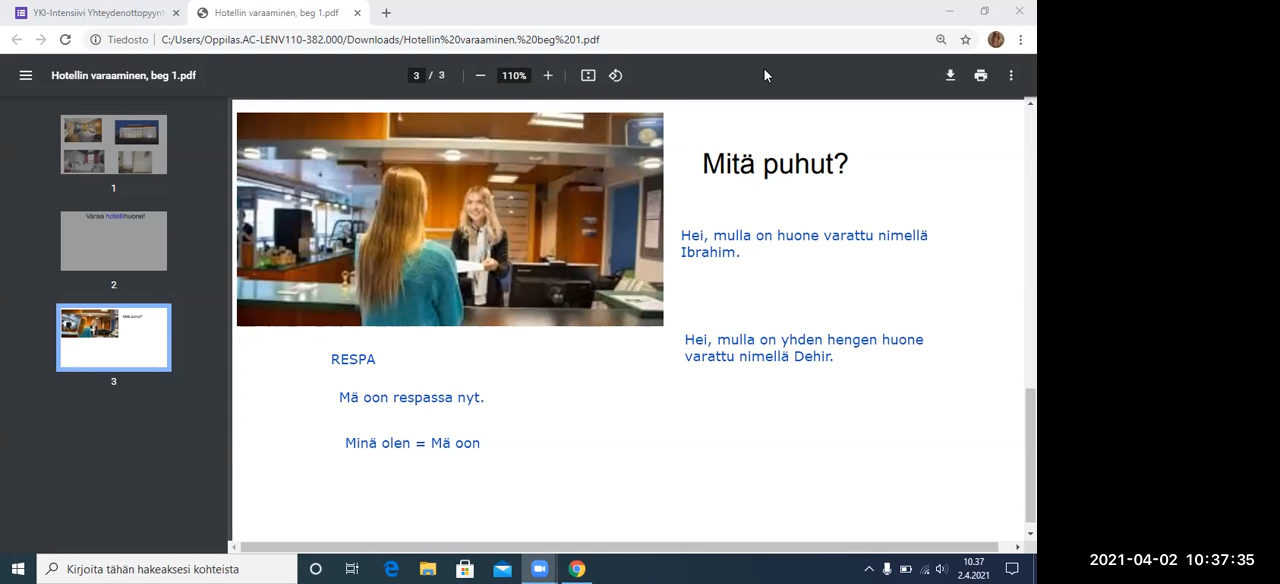 YKI-Intensiivi Yhteydenottopyynt
Hotellin varaaminen, beg 1.pdf
Tiedosto
C:/Users/Oppilas.AC-LENV110-382.000/Downloads/Hotellin%20varaaminen,%20beg%201.pdf
Hotellin varaaminen, beg 1.pdf
3 / 3
110%
1
Varaa hotellihuone!
2
Mitä puhut?
3
Mitä puhut?
Hei, mulla on huone varattu nimellä
Ibrahim.
Hei, mulla on yhden hengen huone
varattu nimellä Dehir.
RESPA
Mä oon respassa nyt.
Minä olen = Mä oon
Kirjoita tähän hakeaksesi kohteista
10.37
2.4.2021
2021-04-02 10:37:35